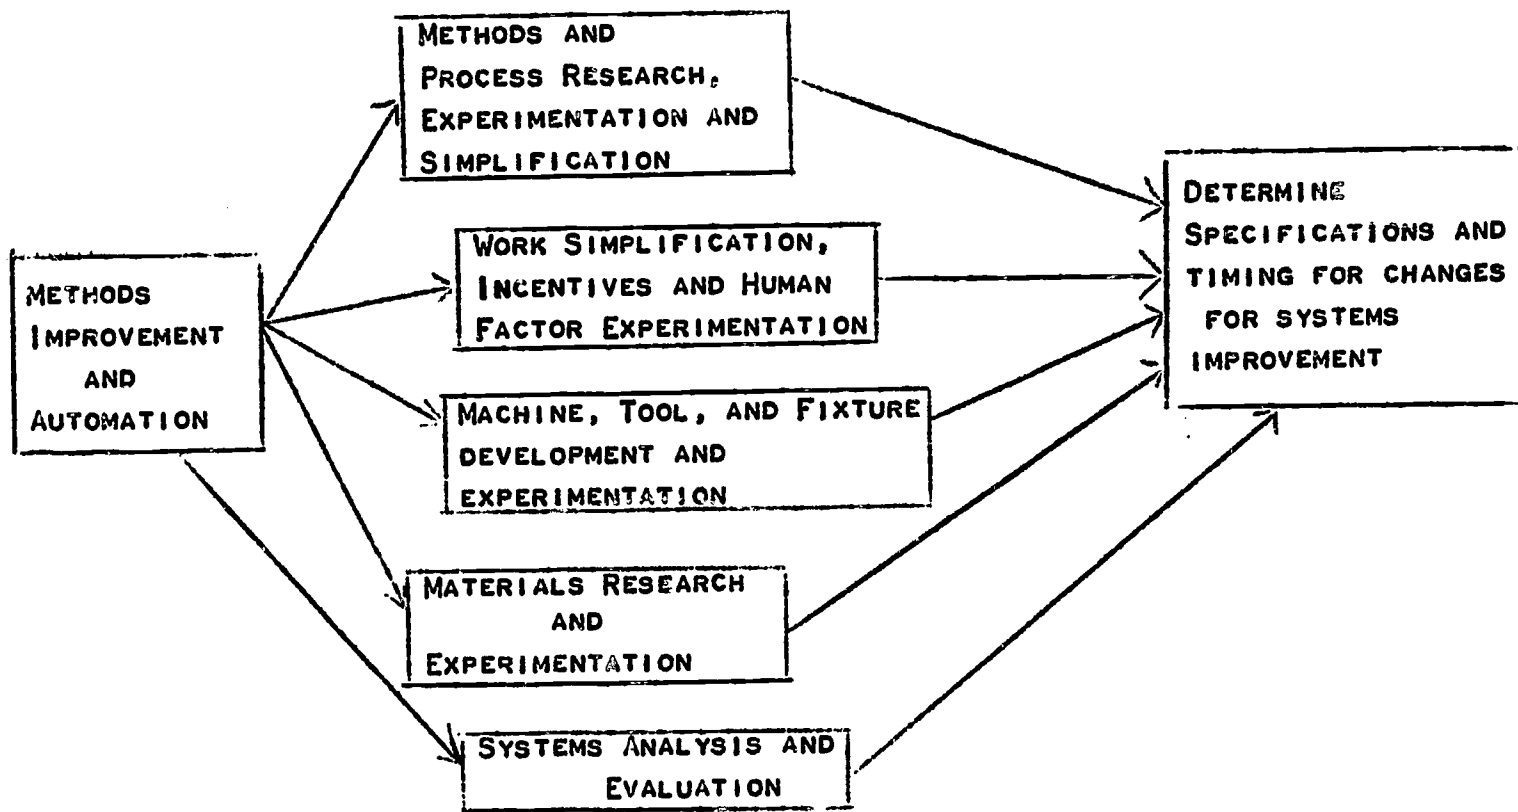 METHODS AND
PROCESS RESEARCH,
EXPERIMENTATION AND
SIMPLIFICATION
WORK SIMPLIFICATION,
INCENTIVES AND HUMAN
FACTOR EXPERIMENTATION
METHODS
IMPROVEMENT
AND
AUTOMATION
MACHINE, TOOL, AND FIXTURE
DEVELOPMENT AND
EXPERIMENTATION
MATERIALS RESEARCH
AND
EXPERIMENTATION
SYSTEMS ANALYSIS AND
EVALUATION
DETERMINE
SPECIFICATIONS AND
TIMING FOR CHANGES
FOR SYSTEMS
IMPROVEMENT